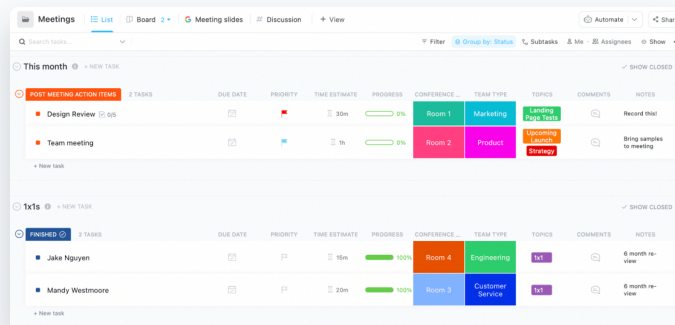 Meetings List Board 2 Meeting slides Discussion + View Automate Shar
Search tasks... Filter Group by: Status Subtasks Me Assignees Show
This month + NEW TASK SHOW CLOSED
POST MEETING ACTION ITEMS 2 TASKS DUE DATE PRIORITY TIME ESTIMATE PROGRESS CONFERENCE ... TEAM TYPE TOPICS COMMENTS NOTES
Design Review 0/5 30m 0% Room 1 Marketing Landing Page Tests Record this!
Team meeting 1h 0% Room 2 Product Upcoming Launch Strategy Bring samples to meeting
+ New task
1x1s + NEW TASK SHOW CLOSED
FINISHED 2 TASKS DUE DATE PRIORITY TIME ESTIMATE PROGRESS CONFERENCE ... TEAM TYPE TOPICS COMMENTS NOTES
Jake Nguyen 15m 100% Room 4 Engineering 1x1 6 month re-view
Mandy Westmoore 20m 100% Room 3 Customer Service 1x1 6 month re-view
+ New task